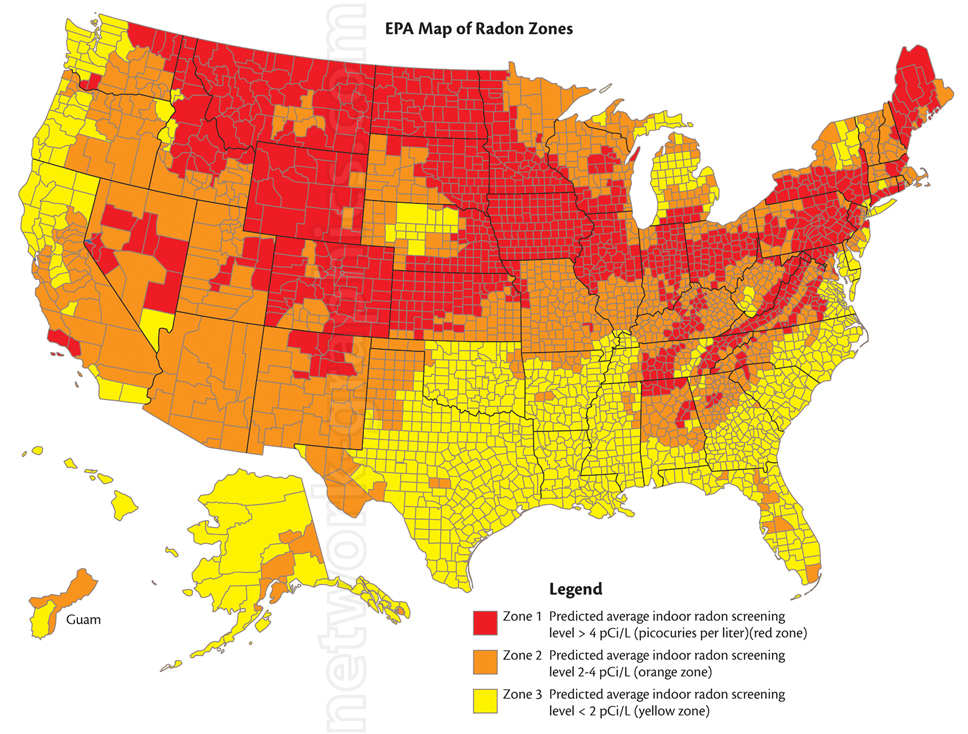 EPA Map of Radon Zones
Guam
Legend
Zone 1 Predicted average indoor radon screening
level > 4 pCi/L (picocuries per liter)(red zone)
Zone 2 Predicted average indoor radon screening
level 2-4 pCi/L (orange zone)
Zone 3 Predicted average indoor radon screening
level < 2 pCi/L (yellow zone)